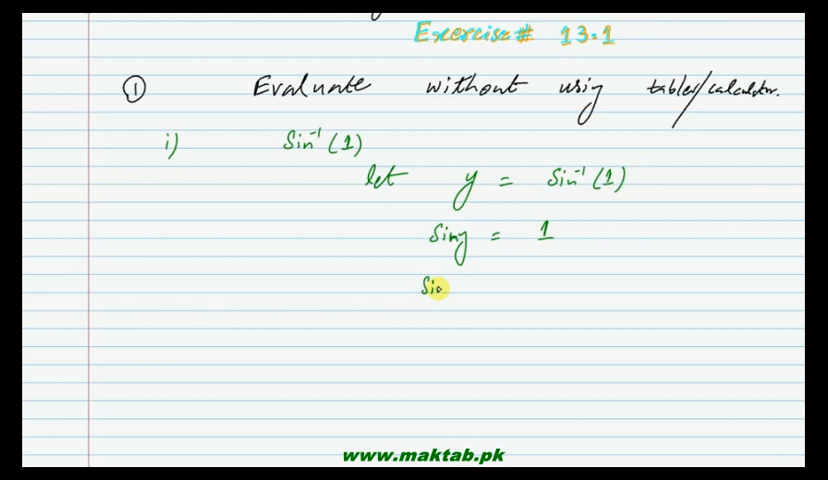 Exercise# 13.1
① Evaluate without using tables/calculator.
i) Sin⁻¹ (1)
let y = Sin⁻¹ (1)
Siny = 1
Si
www.maktab.pk